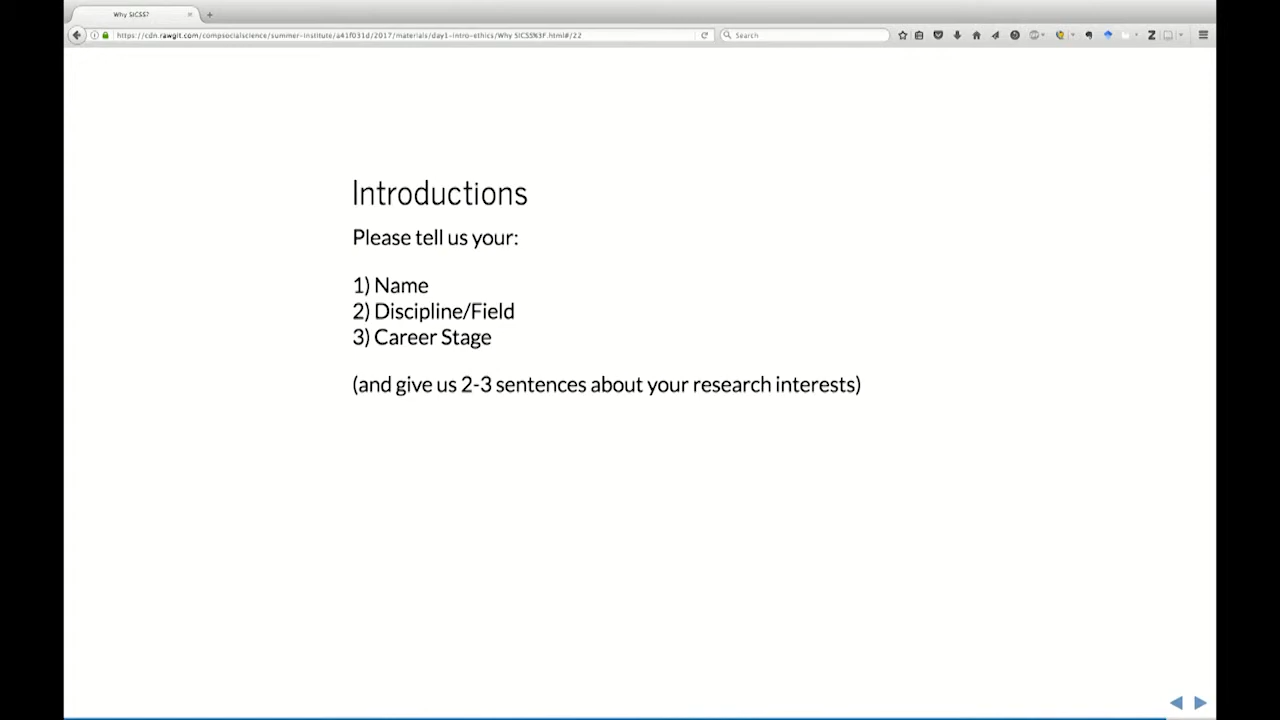 Why SICSS?
https://cdn.rawgit.com/compsocialscience/summer-institute/a41f031d/2017/materials/day1-intro-ethics/Why SICSS%3F.html#/22
Search
Introductions
Please tell us your:
1) Name
2) Discipline/Field
3) Career Stage
(and give us 2-3 sentences about your research interests)